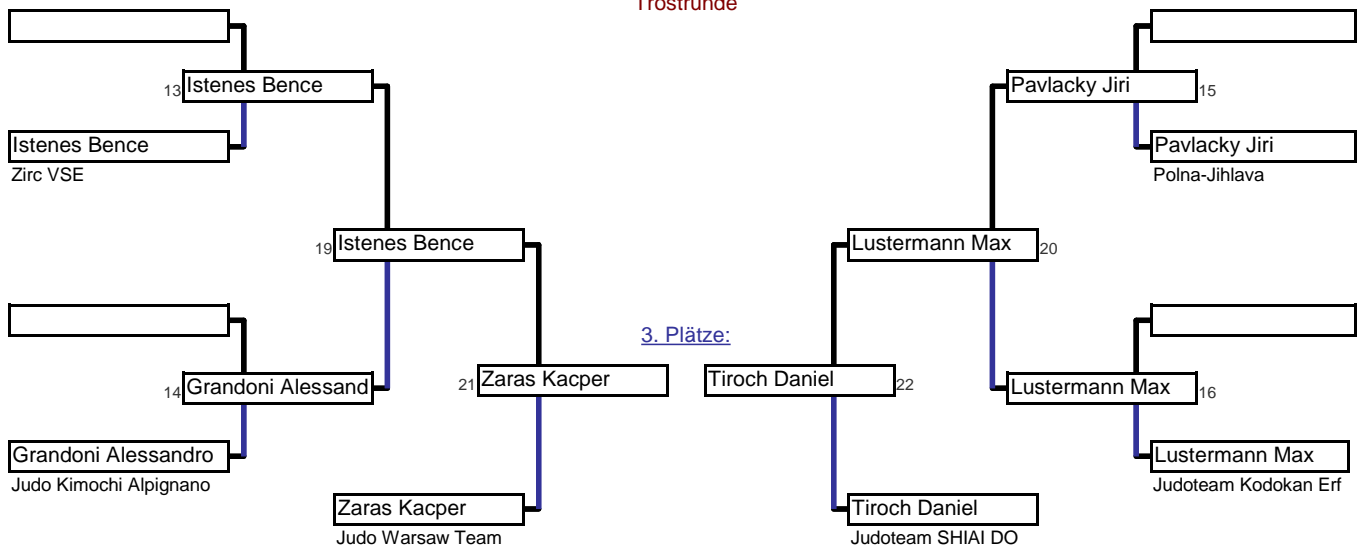 Trostrunde
13 Istenes Bence
Pavlacky Jiri 15
Istenes Bence
Zirc VSE
Pavlacky Jiri
Polna-Jihlava
19 Istenes Bence
Lustermann Max 20
3. Plätze:
14 Grandoni Alessand
21 Zaras Kacper
Tiroch Daniel 22
Lustermann Max 16
Grandoni Alessandro
Judo Kimochi Alpignano
Lustermann Max
Judoteam Kodokan Erf
Zaras Kacper
Judo Warsaw Team
Tiroch Daniel
Judoteam SHIAI DO